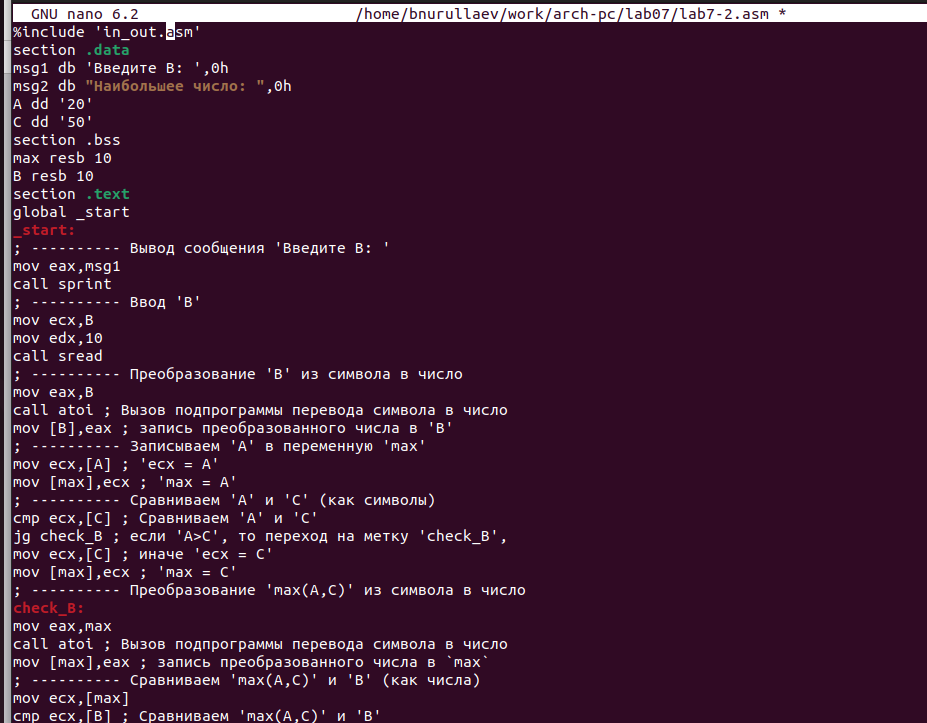 GNU nano 6.2 /home/bnurullaev/work/arch-pc/lab07/lab7-2.asm *
%include 'in_out.asm'
section .data
msg1 db 'Введите B: ',0h
msg2 db "Наибольшее число: ",0h
A dd '20'
C dd '50'
section .bss
max resb 10
B resb 10
section .text
global _start
_start:
; ---------- Вывод сообщения 'Введите B: '
mov eax,msg1
call sprint
; ---------- Ввод 'B'
mov ecx,B
mov edx,10
call sread
; ---------- Преобразование 'B' из символа в число
mov eax,B
call atoi ; Вызов подпрограммы перевода символа в число
mov [B],eax ; запись преобразованного числа в 'B'
; ---------- Записываем 'A' в переменную 'max'
mov ecx,[A] ; 'ecx = A'
mov [max],ecx ; 'max = A'
; ---------- Сравниваем 'A' и 'С' (как символы)
cmp ecx,[C] ; Сравниваем 'A' и 'С'
jg check_B ; если 'A>C', то переход на метку 'check_B',
mov ecx,[C] ; иначе 'ecx = C'
mov [max],ecx ; 'max = C'
; ---------- Преобразование 'max(A,C)' из символа в число
check_B:
mov eax,max
call atoi ; Вызов подпрограммы перевода символа в число
mov [max],eax ; запись преобразованного числа в `max`
; ---------- Сравниваем 'max(A,C)' и 'B' (как числа)
mov ecx,[max]
cmp ecx,[B] ; Сравниваем 'max(A,C)' и 'B'